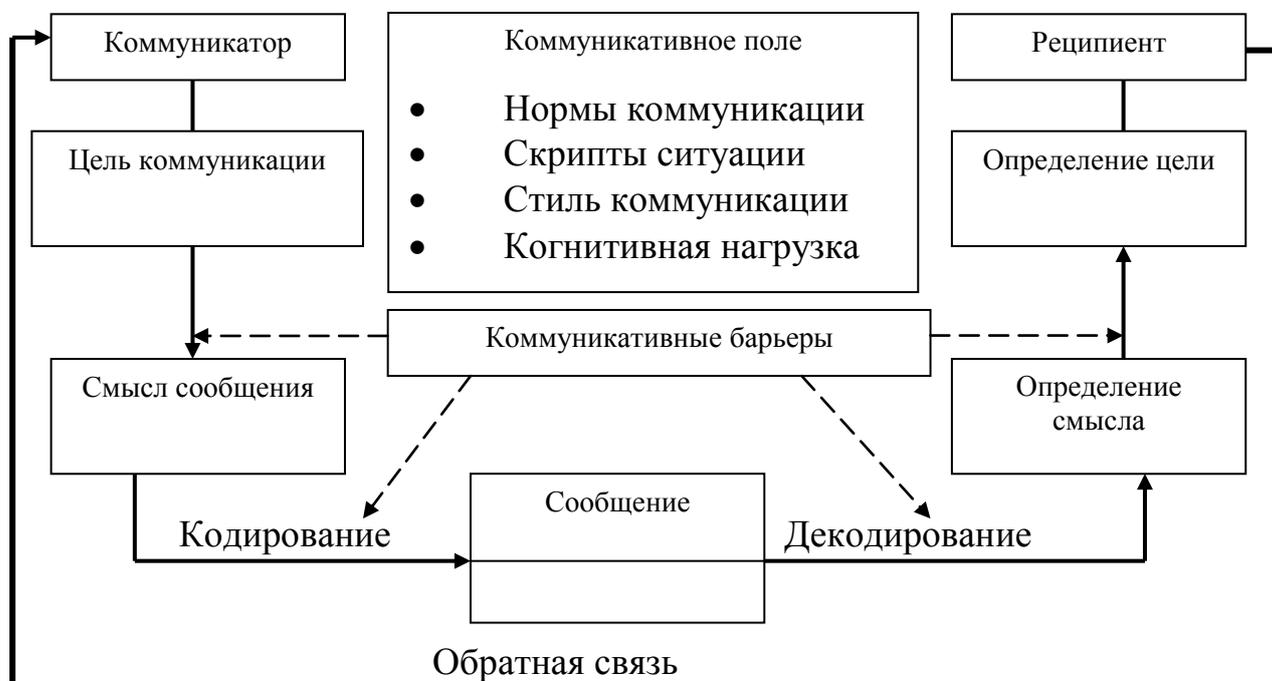 Коммуникатор
Коммуникативное поле
Реципиент
• Нормы коммуникации
• Скрипты ситуации
• Стиль коммуникации
• Когнитивная нагрузка
Цель коммуникации
Определение цели
Коммуникативные барьеры
Смысл сообщения
Определение
смысла
Сообщение
Кодирование
Декодирование
Обратная связь